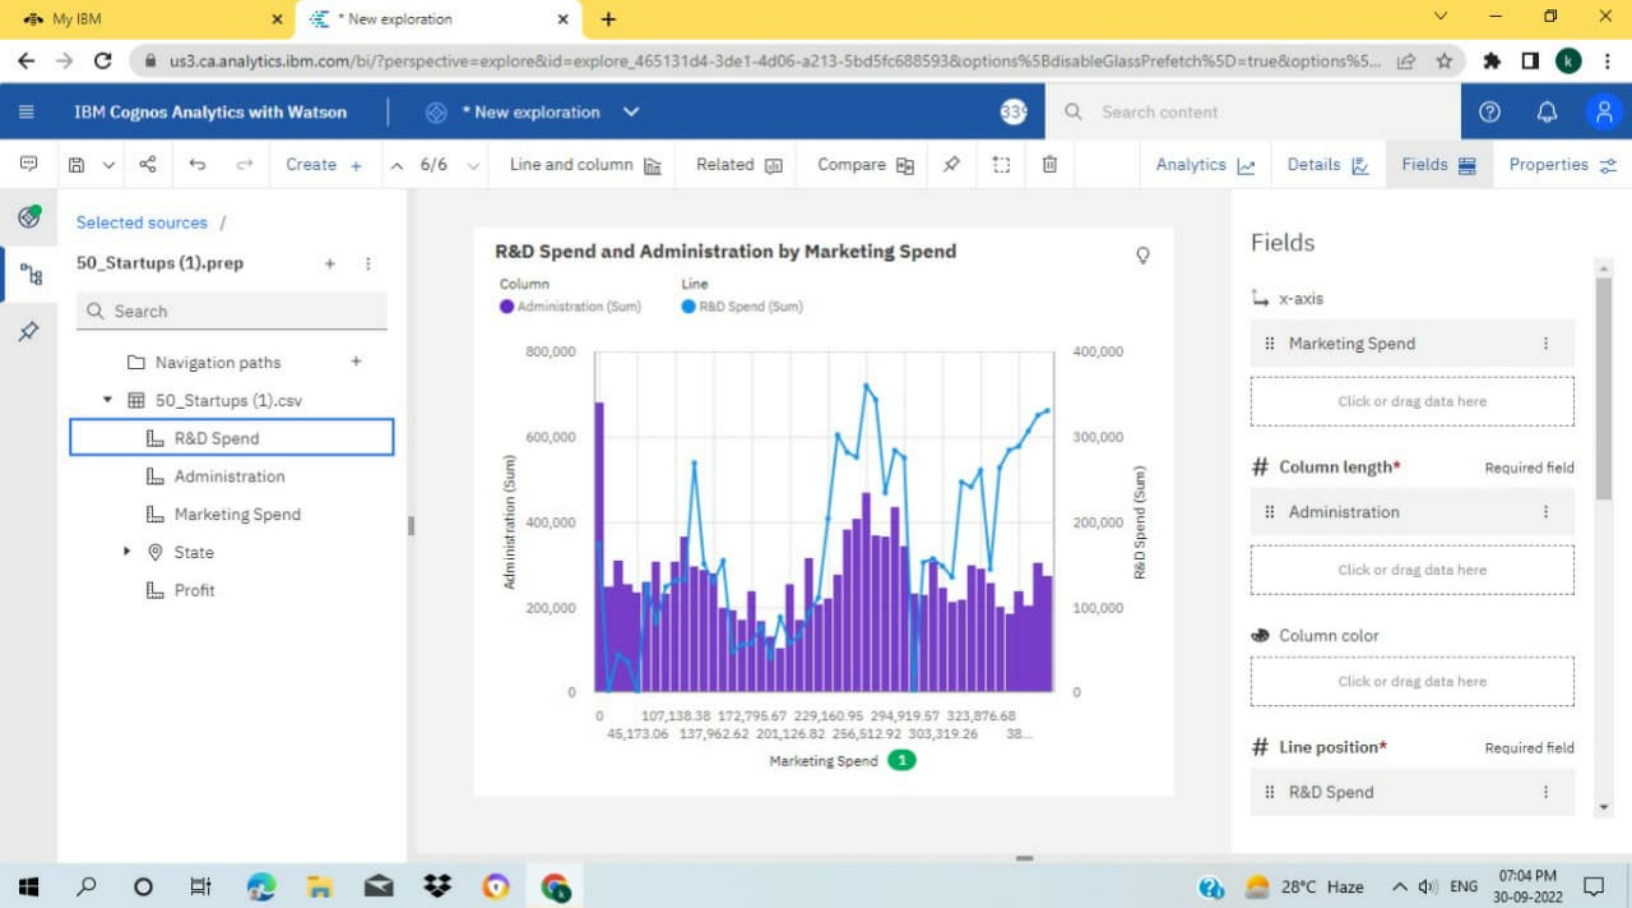 My IBM
* New exploration
us3.ca.analytics.ibm.com/bi/?perspective=explore&id=explore_465131d4-3de1-4d06-a213-5bd5fc688593&options%5BdisableGlassPrefetch%5D=true&options%5...
k
IBM Cognos Analytics with Watson
* New exploration
Search content
Create +
6/6
Line and column
Related
Compare
Analytics
Details
Fields
Properties
Selected sources /
50_Startups (1).prep
Search
Navigation paths
50_Startups (1).csv
R&D Spend
Administration
Marketing Spend
State
Profit
R&D Spend and Administration by Marketing Spend
Column
Line
Administration (Sum)
R&D Spend (Sum)
800,000
600,000
400,000
200,000
0
Administration (Sum)
400,000
300,000
200,000
100,000
0
R&D Spend (Sum)
0 107,138.38 172,795.67 229,160.95 294,919.57 323,876.68
45,173.06 137,962.62 201,126.82 256,512.92 303,319.26 38...
Marketing Spend 1
Fields
x-axis
Marketing Spend
Click or drag data here
# Column length* Required field
Administration
Click or drag data here
Column color
Click or drag data here
# Line position* Required field
R&D Spend
28°C Haze
ENG
07:04 PM
30-09-2022